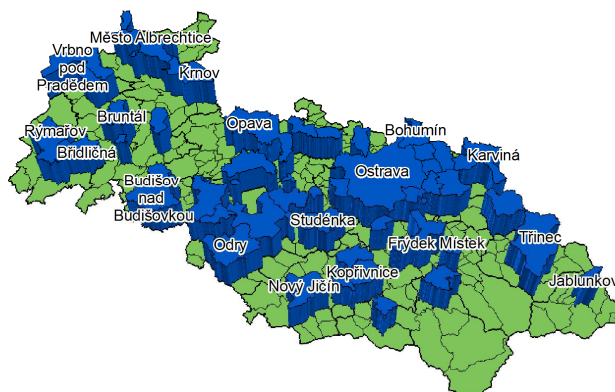 Město Albrechtice
Vrbno
pod
Pradědem
Krnov
Bruntál
Opava
Rýmařov
Břidličná
Bohumín
Karviná
Ostrava
Budišov
nad
Budišovkou
Studénka
Odry
Frýdek Místek
Třinec
Kopřivnice
Nový Jičín
Jablunkov